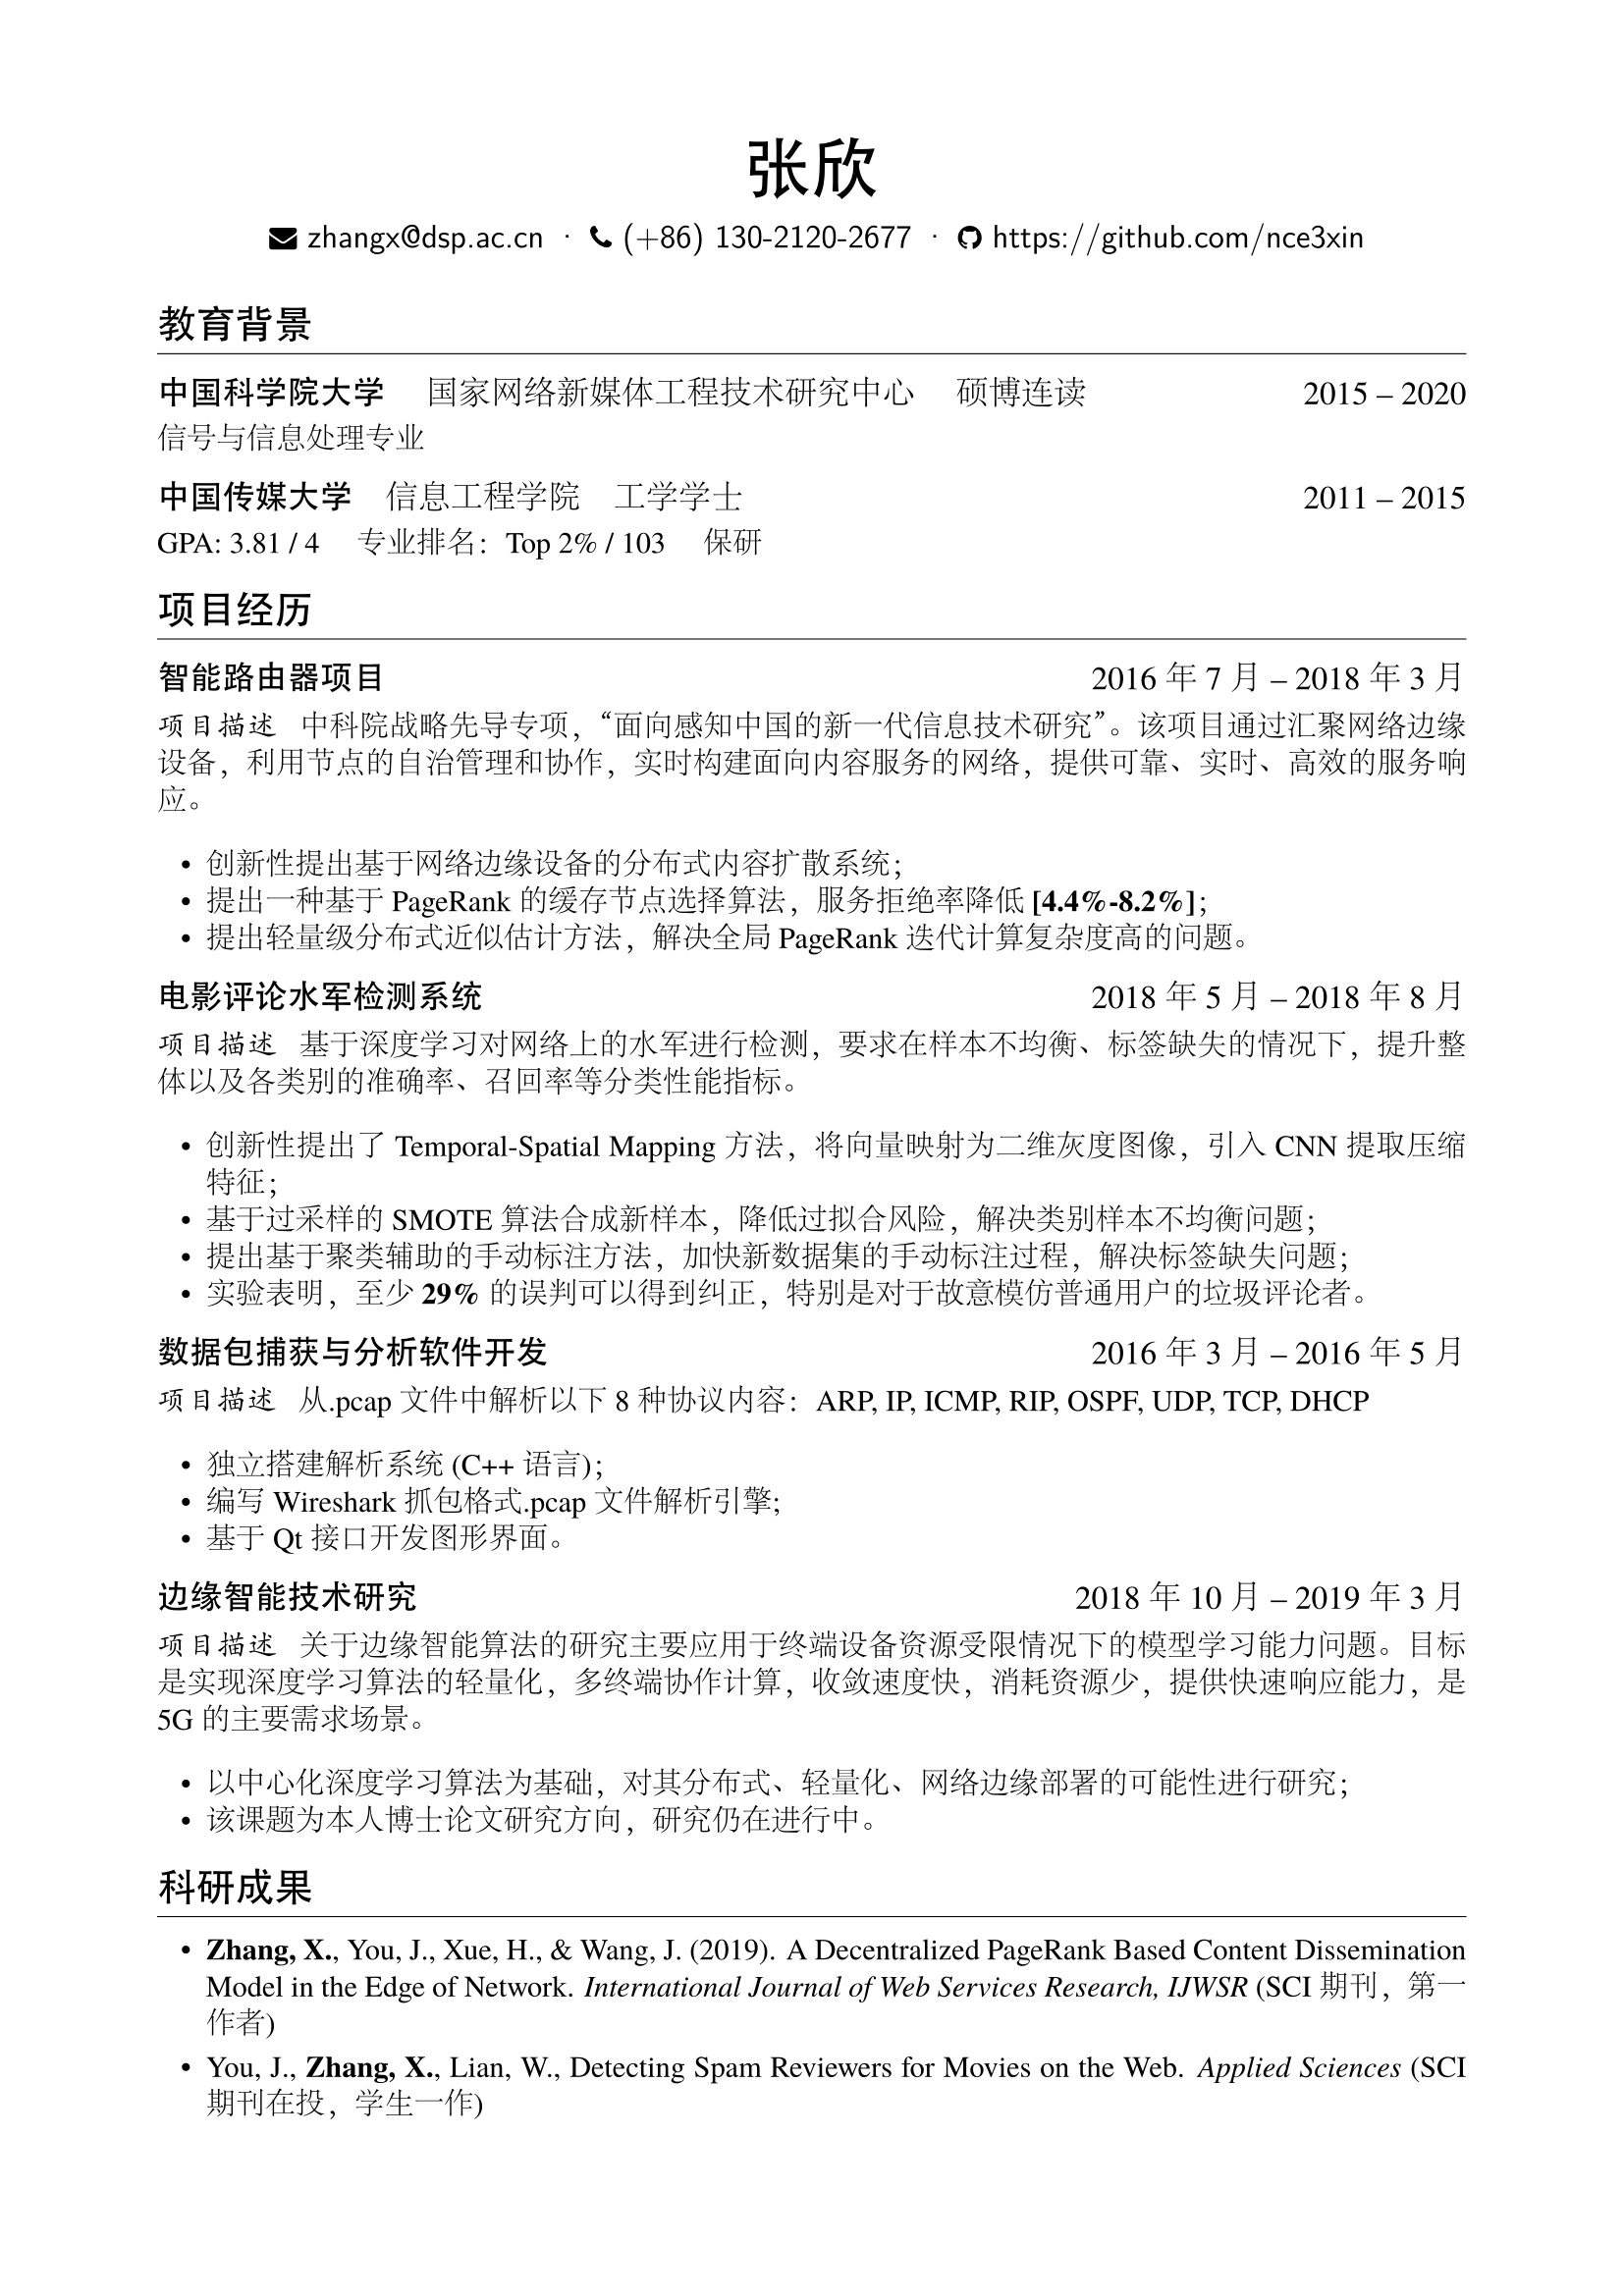 张欣
zhangx@dsp.ac.cn · (+86) 130-2120-2677 · https://github.com/nce3xin
教育背景
中国科学院大学 国家网络新媒体工程技术研究中心 硕博连读 2015 – 2020
信号与信息处理专业
中国传媒大学 信息工程学院 工学学士 2011 – 2015
GPA: 3.81 / 4 专业排名：Top 2% / 103 保研
项目经历
智能路由器项目 2016 年 7 月 – 2018 年 3 月
项目描述 中科院战略先导专项，“面向感知中国的新一代信息技术研究”。该项目通过汇聚网络边缘
设备，利用节点的自治管理和协作，实时构建面向内容服务的网络，提供可靠、实时、高效的服务响
应。
• 创新性提出基于网络边缘设备的分布式内容扩散系统；
• 提出一种基于 PageRank 的缓存节点选择算法，服务拒绝率降低 [4.4%-8.2%]；
• 提出轻量级分布式近似估计方法，解决全局 PageRank 迭代计算复杂度高的问题。
电影评论水军检测系统 2018 年 5 月 – 2018 年 8 月
项目描述 基于深度学习对网络上的水军进行检测，要求在样本不均衡、标签缺失的情况下，提升整
体以及各类别的准确率、召回率等分类性能指标。
• 创新性提出了 Temporal-Spatial Mapping 方法，将向量映射为二维灰度图像，引入 CNN 提取压缩
特征；
• 基于过采样的 SMOTE 算法合成新样本，降低过拟合风险，解决类别样本不均衡问题；
• 提出基于聚类辅助的手动标注方法，加快新数据集的手动标注过程，解决标签缺失问题；
• 实验表明，至少 29% 的误判可以得到纠正，特别是对于故意模仿普通用户的垃圾评论者。
数据包捕获与分析软件开发 2016 年 3 月 – 2016 年 5 月
项目描述 从.pcap 文件中解析以下 8 种协议内容：ARP, IP, ICMP, RIP, OSPF, UDP, TCP, DHCP
• 独立搭建解析系统 (C++ 语言)；
• 编写 Wireshark 抓包格式.pcap 文件解析引擎;
• 基于 Qt 接口开发图形界面。
边缘智能技术研究 2018 年 10 月 – 2019 年 3 月
项目描述 关于边缘智能算法的研究主要应用于终端设备资源受限情况下的模型学习能力问题。目标
是实现深度学习算法的轻量化，多终端协作计算，收敛速度快，消耗资源少，提供快速响应能力，是
5G 的主要需求场景。
• 以中心化深度学习算法为基础，对其分布式、轻量化、网络边缘部署的可能性进行研究；
• 该课题为本人博士论文研究方向，研究仍在进行中。
科研成果
• Zhang, X., You, J., Xue, H., & Wang, J. (2019). A Decentralized PageRank Based Content Dissemination
Model in the Edge of Network. International Journal of Web Services Research, IJWSR (SCI 期刊，第一
作者)
• You, J., Zhang, X., Lian, W., Detecting Spam Reviewers for Movies on the Web. Applied Sciences (SCI
期刊在投，学生一作)